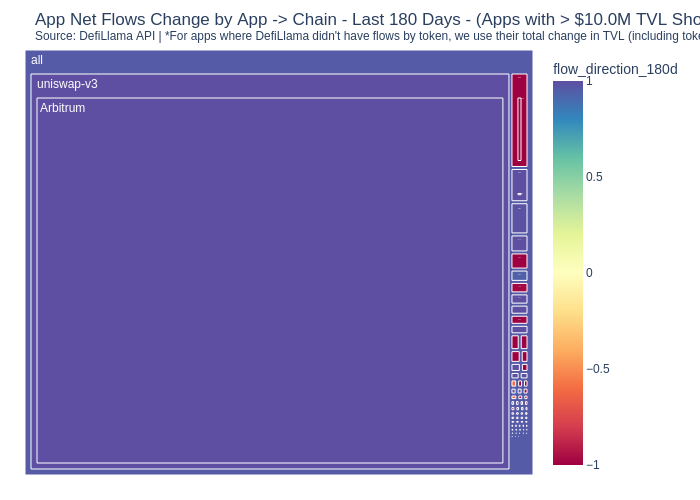 App Net Flows Change by App -> Chain - Last 180 Days - (Apps with > $10.0M TVL Sho
Source: DefiLlama API | *For apps where DefiLlama didn't have flows by token, we use their total change in TVL (including toke
all
uniswap-v3
Arbitrum
flow_direction_180d
1
0.5
0
−0.5
−1